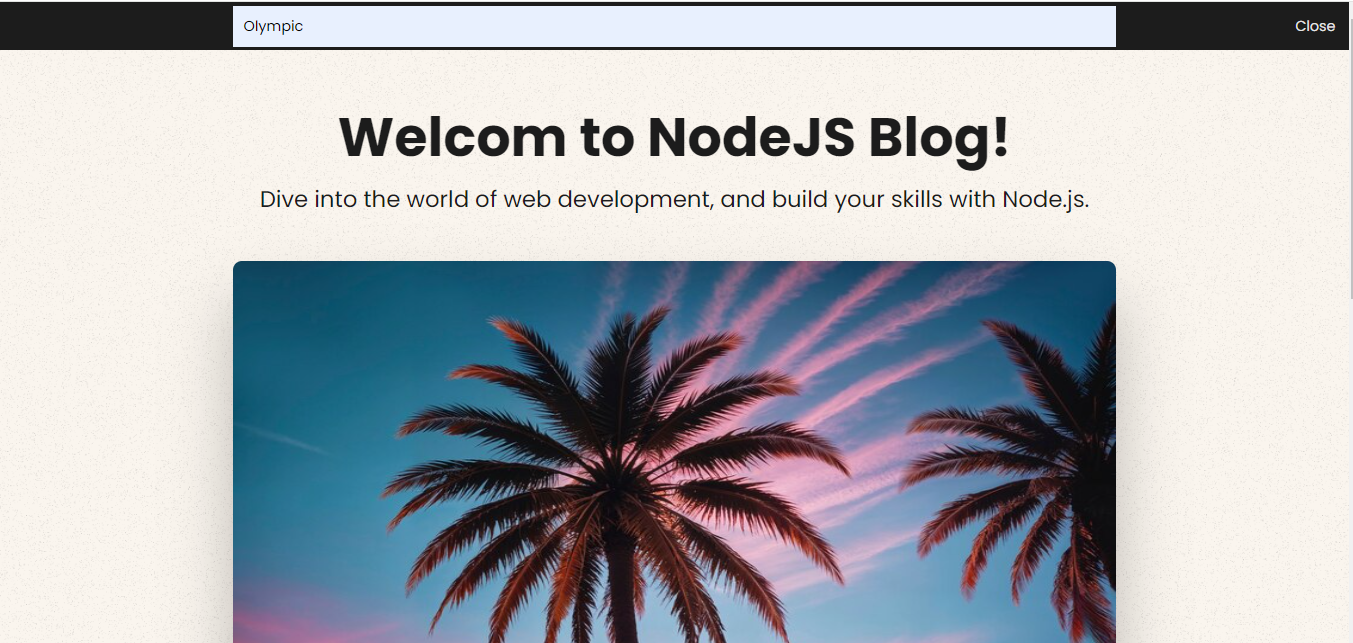 Olympic
Close
Welcom to NodeJS Blog!
Dive into the world of web development, and build your skills with Node.js.